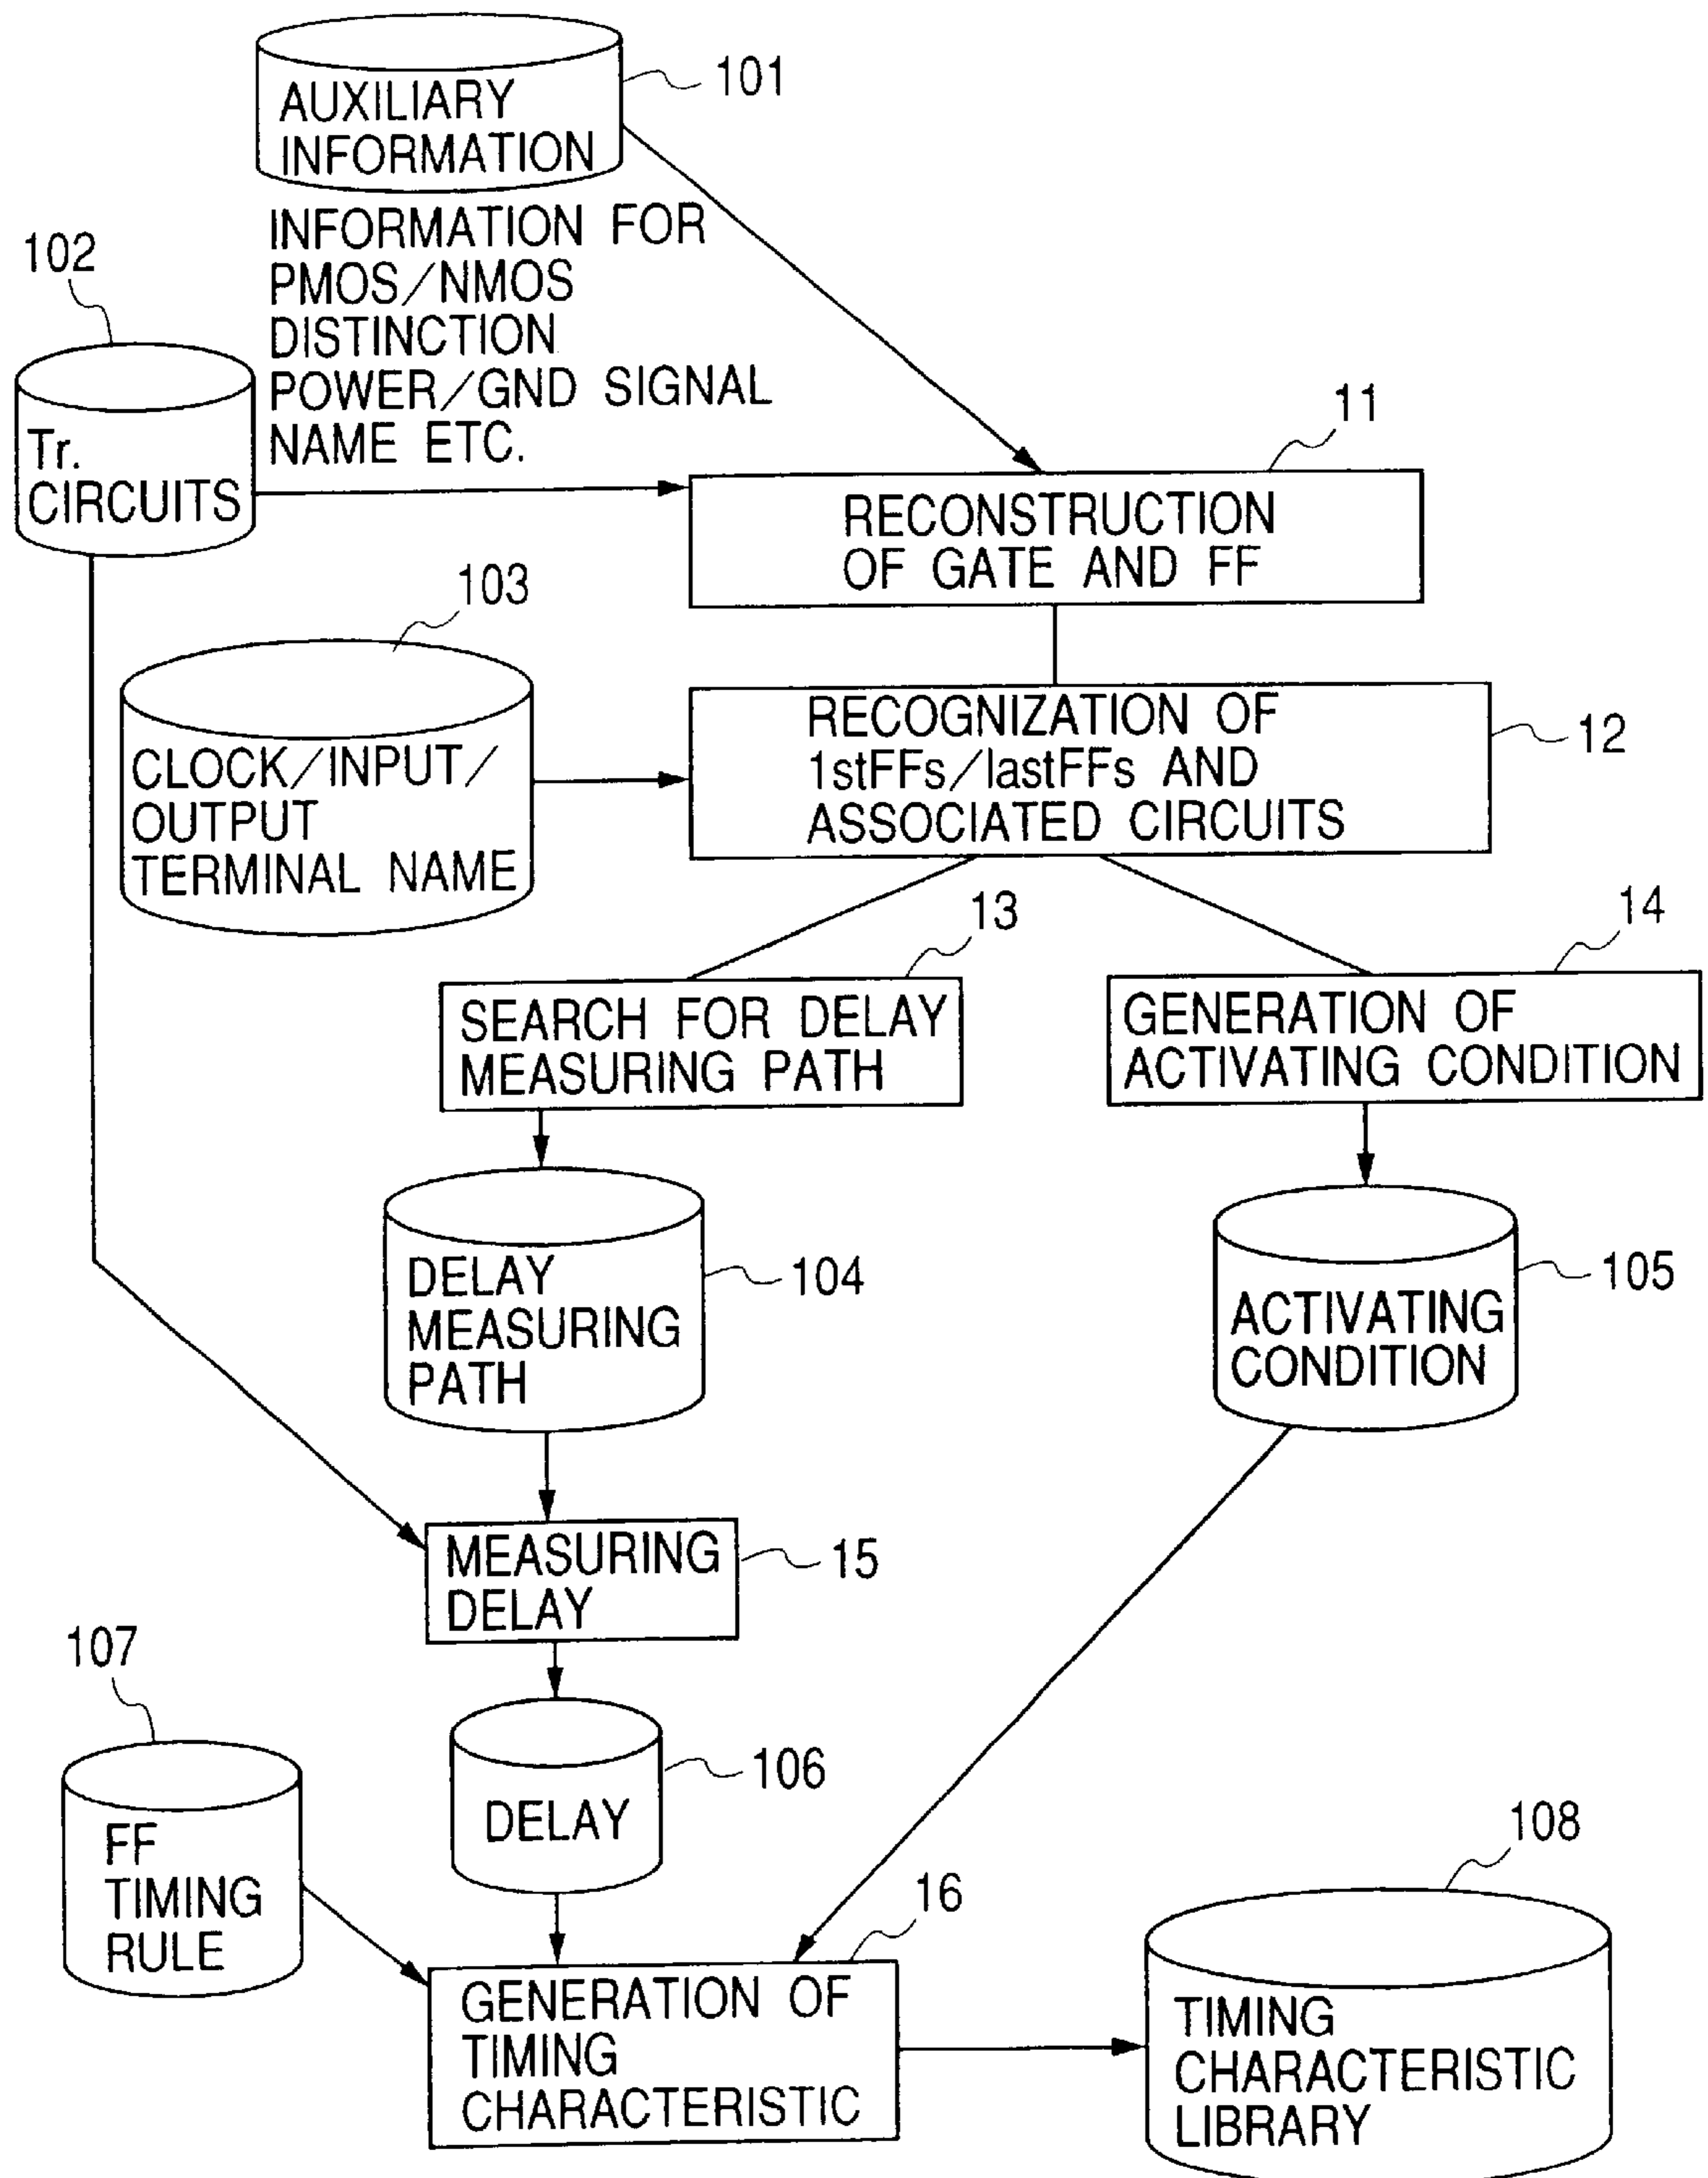 AUXILIARY
INFORMATION
101
INFORMATION FOR
PMOS/NMOS
DISTINCTION
POWER/GND SIGNAL
NAME ETC.
102
Tr.
CIRCUITS
11
RECONSTRUCTION
OF GATE AND FF
103
CLOCK/INPUT/
OUTPUT
TERMINAL NAME
RECOGNIZATION OF
1stFFs/lastFFs AND
ASSOCIATED CIRCUITS
12
13
SEARCH FOR DELAY
MEASURING PATH
14
GENERATION OF
ACTIVATING CONDITION
DELAY
MEASURING
PATH
104
ACTIVATING
CONDITION
105
MEASURING
DELAY
15
107
FF
TIMING
RULE
DELAY
106
16
GENERATION OF
TIMING
CHARACTERISTIC
108
TIMING
CHARACTERISTIC
LIBRARY